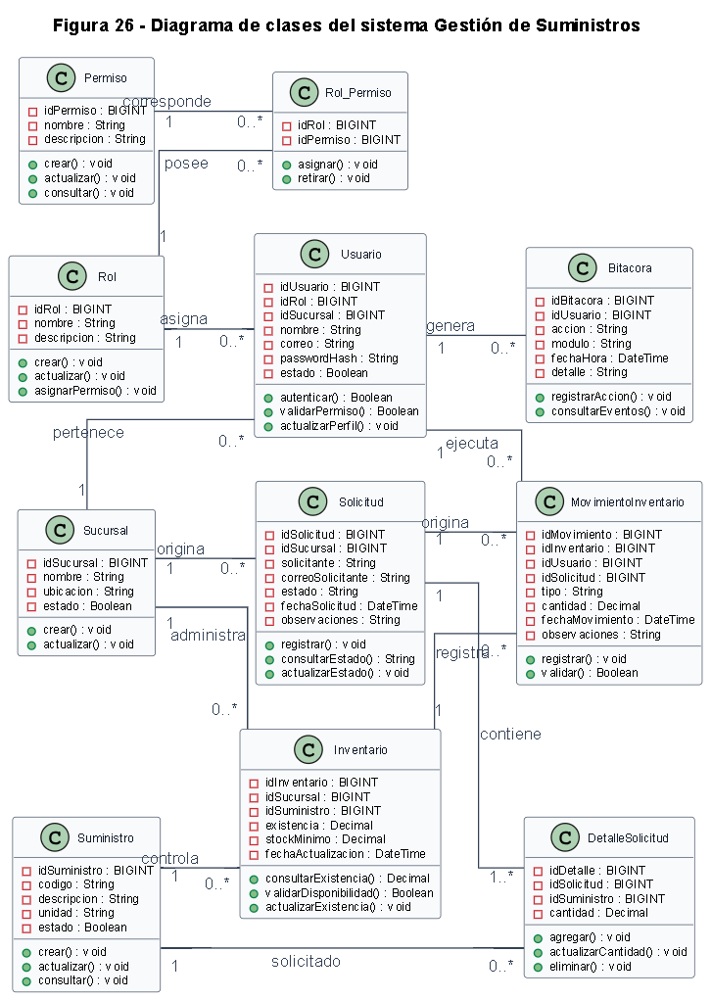 Figura 26 - Diagrama de clases del sistema Gestión de Suministros
C Permiso
idPermiso : BIGINT
nombre : String
descripcion : String
crear() : void
actualizar() : void
consultar() : void
corresponde
1
0..*
C Rol_Permiso
idRol : BIGINT
idPermiso : BIGINT
asignar() : void
retirar() : void
posee
0..*
1
C Rol
idRol : BIGINT
nombre : String
descripcion : String
crear() : void
actualizar() : void
asignarPermiso() : void
asigna
1
0..*
C Usuario
idUsuario : BIGINT
idRol : BIGINT
idSucursal : BIGINT
nombre : String
correo : String
passwordHash : String
estado : Boolean
autenticar() : Boolean
validarPermiso() : Boolean
actualizarPerfil() : void
genera
1
0..*
C Bitacora
idBitacora : BIGINT
idUsuario : BIGINT
accion : String
modulo : String
fechaHora : DateTime
detalle : String
registrarAccion() : void
consultarEventos() : void
pertenece
0..*
1
ejecuta
1
0..*
C Sucursal
idSucursal : BIGINT
nombre : String
ubicacion : String
estado : Boolean
crear() : void
actualizar() : void
origina
1
0..*
C Solicitud
idSolicitud : BIGINT
idSucursal : BIGINT
solicitante : String
correoSolicitante : String
estado : String
fechaSolicitud : DateTime
observaciones : String
registrar() : void
consultarEstado() : String
actualizarEstado() : void
origina
1
0..*
C MovimientoInventario
idMovimiento : BIGINT
idInventario : BIGINT
idUsuario : BIGINT
idSolicitud : BIGINT
tipo : String
cantidad : Decimal
fechaMovimiento : DateTime
observaciones : String
registrar() : void
validar() : Boolean
1
administra
0..*
registra
0..*
1
1
contiene
1..*
C Inventario
idInventario : BIGINT
idSucursal : BIGINT
idSuministro : BIGINT
existencia : Decimal
stockMinimo : Decimal
fechaActualizacion : DateTime
consultarExistencia() : Decimal
validarDisponibilidad() : Boolean
actualizarExistencia() : void
C Suministro
idSuministro : BIGINT
codigo : String
descripcion : String
unidad : String
estado : Boolean
crear() : void
actualizar() : void
consultar() : void
controla
1
0..*
C DetalleSolicitud
idDetalle : BIGINT
idSolicitud : BIGINT
idSuministro : BIGINT
cantidad : Decimal
agregar() : void
actualizarCantidad() : void
eliminar() : void
1
solicitado
0..*